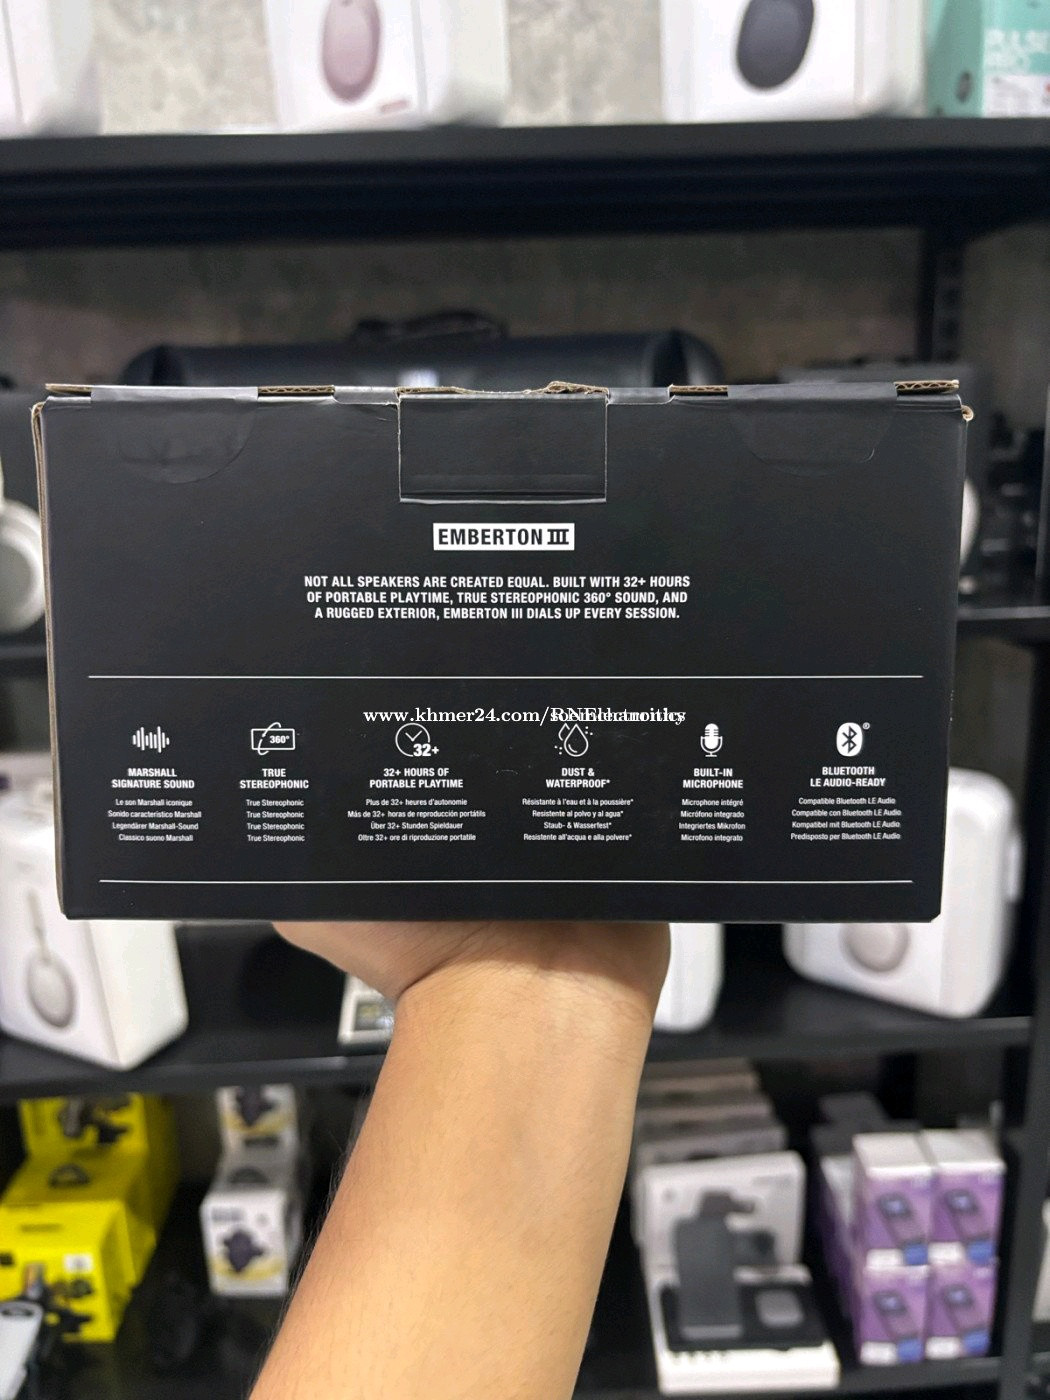 PULSE
EMBERTON III
NOT ALL SPEAKERS ARE CREATED EQUAL. BUILT WITH 32+ HOURS
OF PORTABLE PLAYTIME, TRUE STEREOPHONIC 360° SOUND, AND
A RUGGED EXTERIOR, EMBERTON III DIALS UP EVERY SESSION.
www.khmer24.com/
MARSHALL
SIGNATURE SOUND
Le son Marshall iconique
Sonido característico Marshall
Legendärer Marshall-Sound
Classico suono Marshall
360°
TRUE
STEREOPHONIC
True Stereophonic
True Stereophonic
True Stereophonic
True Stereophonic
32+
32+ HOURS OF
PORTABLE PLAYTIME
Plus de 32+ heures d'autonomie
Más de 32+ horas de reproducción portátils
Über 32+ Stunden Spieldauer
Oltre 32+ ore di riproduzione portatile
DUST &
WATERPROOF*
Résistante à l'eau et à la poussière*
Resistente al polvo y al agua*
Staub- & Wasserfest*
Resistente all'acqua e alla polvere*
BUILT-IN
MICROPHONE
Microphone intégré
Micrófono integrado
Integriertes Mikrofon
Microfono integrato
®
BLUETOOTH
LE AUDIO-READY
Compatible Bluetooth LE Audio
Compatible con Bluetooth LE Audio
Kompatibel mit Bluetooth LE Audio
Predisposto per Bluetooth LE Audio